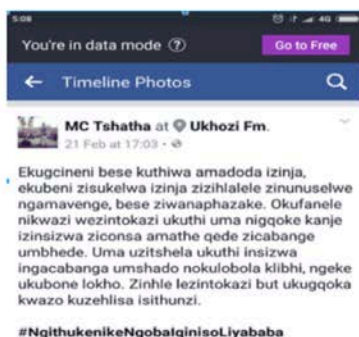 5:08
4G
You're in data mode ?
Go to Free
← Timeline Photos
MC Tshatha at Ukhozi Fm.
21 Feb at 17:03 •
Ekugcineni bese kuthiwa amadoda izinja,
ekubeni zisukelwa izinja zizihlalele zinunuselwe
ngamavenge, bese ziwanaphazake. Okufanele
nikwazi wezintokazi ukuthi uma nigqoke kanje
izinsizwa ziconsa amathe qede zicabange
umbhede. Uma uzitshela ukuthi insizwa
ingacabanga umshado nokulobola klibhi, ngeke
ukubone lokho. Zinhle lezintokazi but ukugqoka
kwazo kuzehlisa isithunzi.
#NgithukenikeNgobaIginisoLiyababa